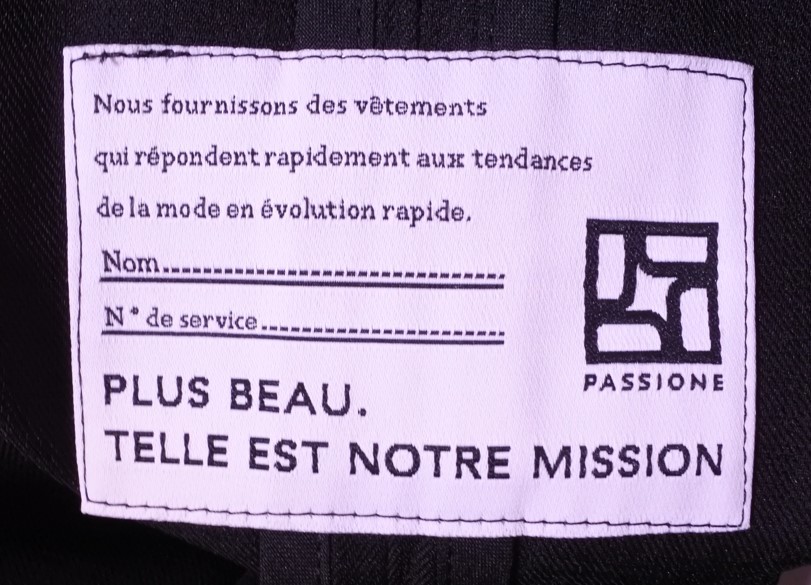 Nous fournissons des vêtements
qui répondent rapidement aux tendances
de la mode en évolution rapide.
Nom
N° de service
PASSIONE
PLUS BEAU.
TELLE EST NOTRE MISSION